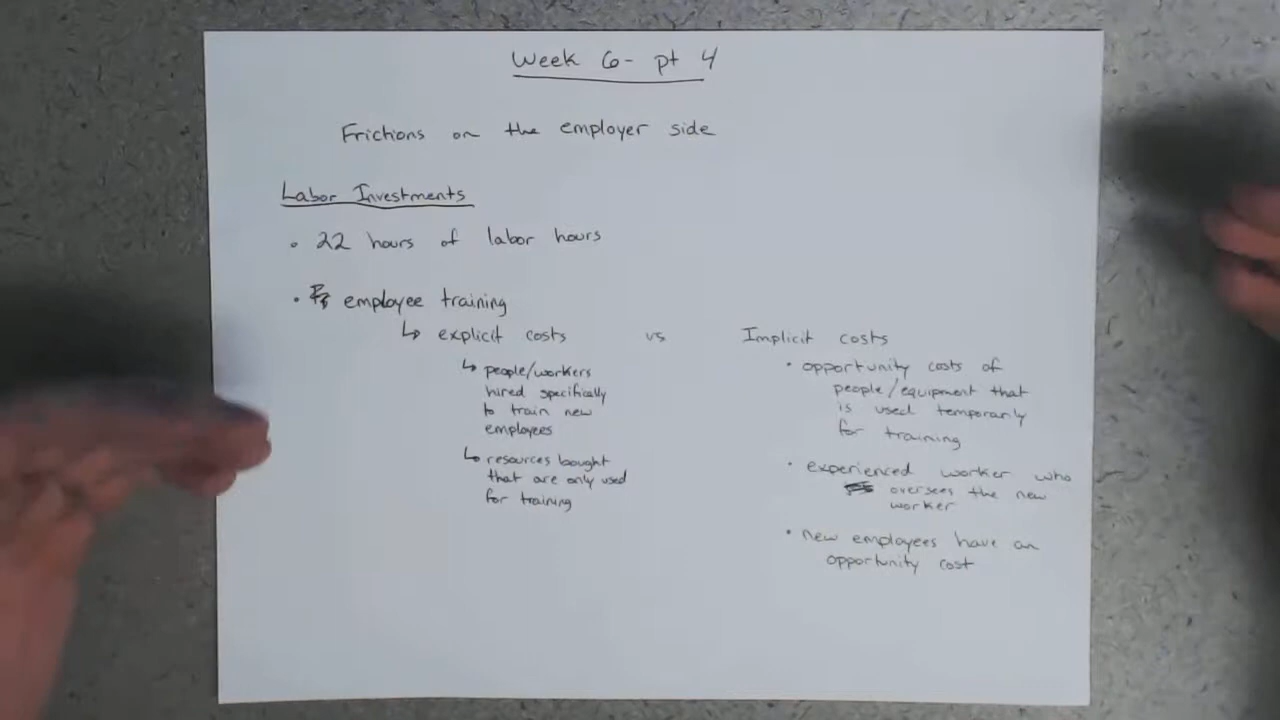 Week 6- pt 4
Frictions on the employer side
Labor Investments
• 22 hours of labor hours
• employee training
↳ explicit costs vs Implicit costs
↳ people/workers
hired specifically
to train new
employees
↳ resources bought
that are only used
for training
• opportunity costs of
people/equipment that
is used temporarily
for training
• experienced worker who
oversees the new
worker
• new employees have an
opportunity cost